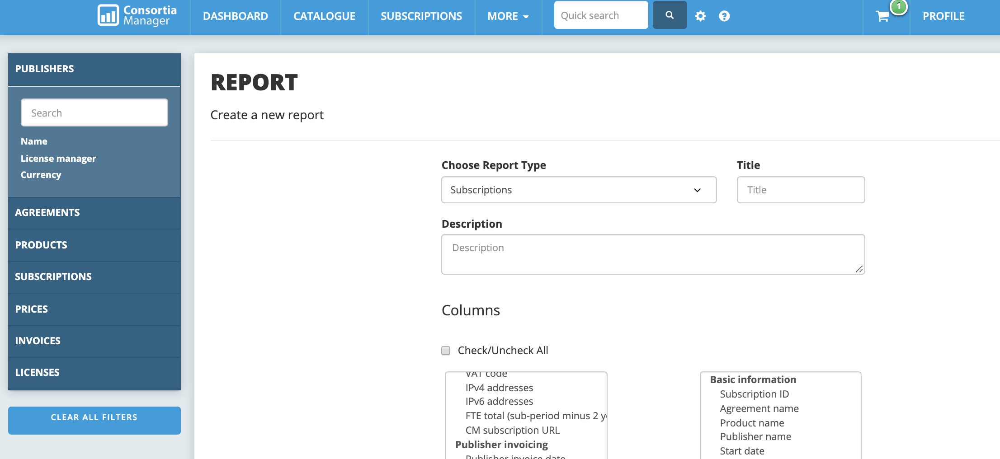 Consortia
Manager
DASHBOARD
CATALOGUE
SUBSCRIPTIONS
MORE
Quick search
?
1
PROFILE
PUBLISHERS
Search
Name
License manager
Currency
AGREEMENTS
PRODUCTS
SUBSCRIPTIONS
PRICES
INVOICES
LICENSES
CLEAR ALL FILTERS
REPORT
Create a new report
Choose Report Type
Subscriptions
Title
Title
Description
Description
Columns
Check/Uncheck All
VAT code
IPv4 addresses
IPv6 addresses
FTE total (sub-period minus 2 y
CM subscription URL
Publisher invoicing
Publisher invoice date
Basic information
Subscription ID
Agreement name
Product name
Publisher name
Start date